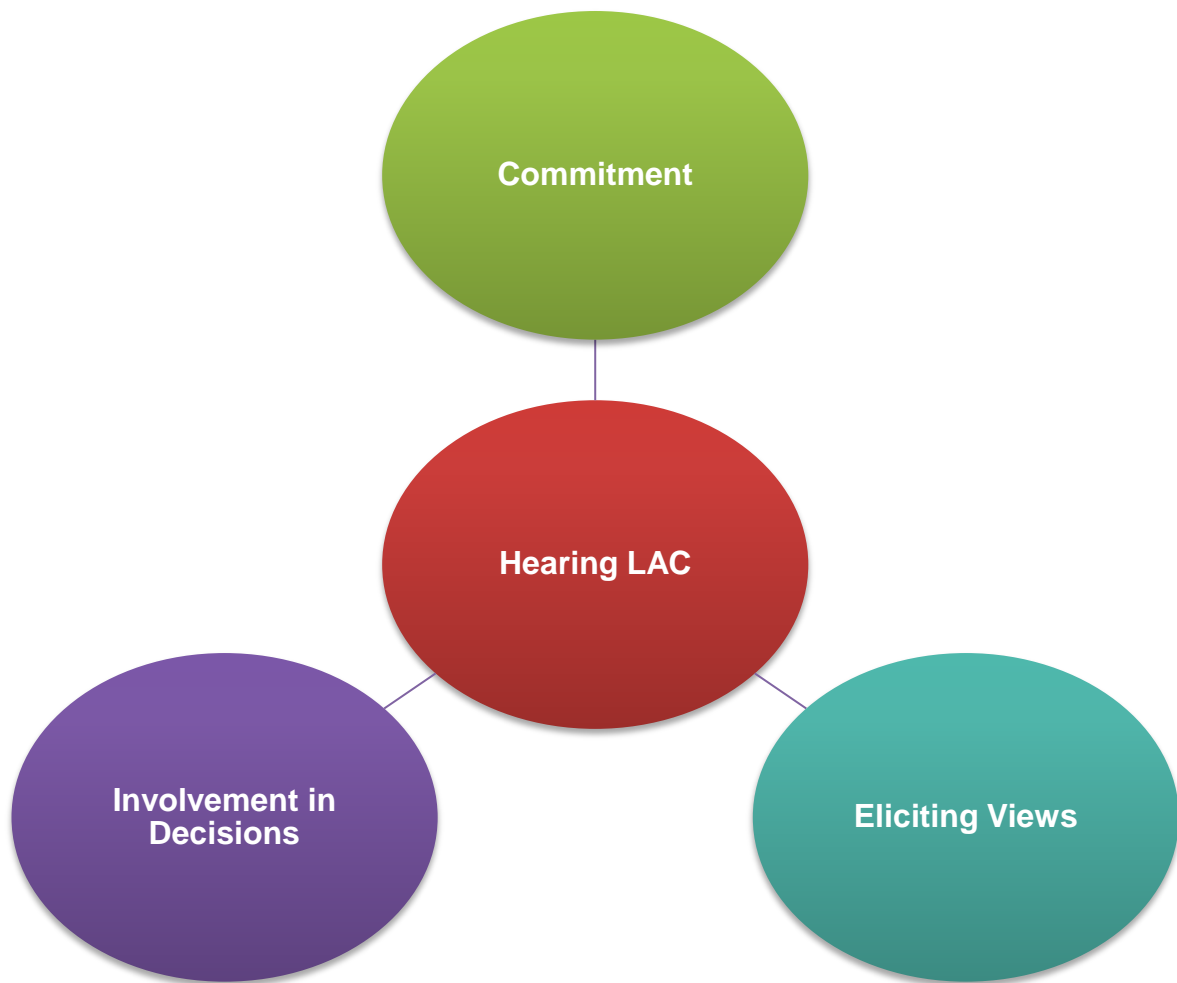 Commitment
Hearing LAC
Involvement in
Decisions
Eliciting Views